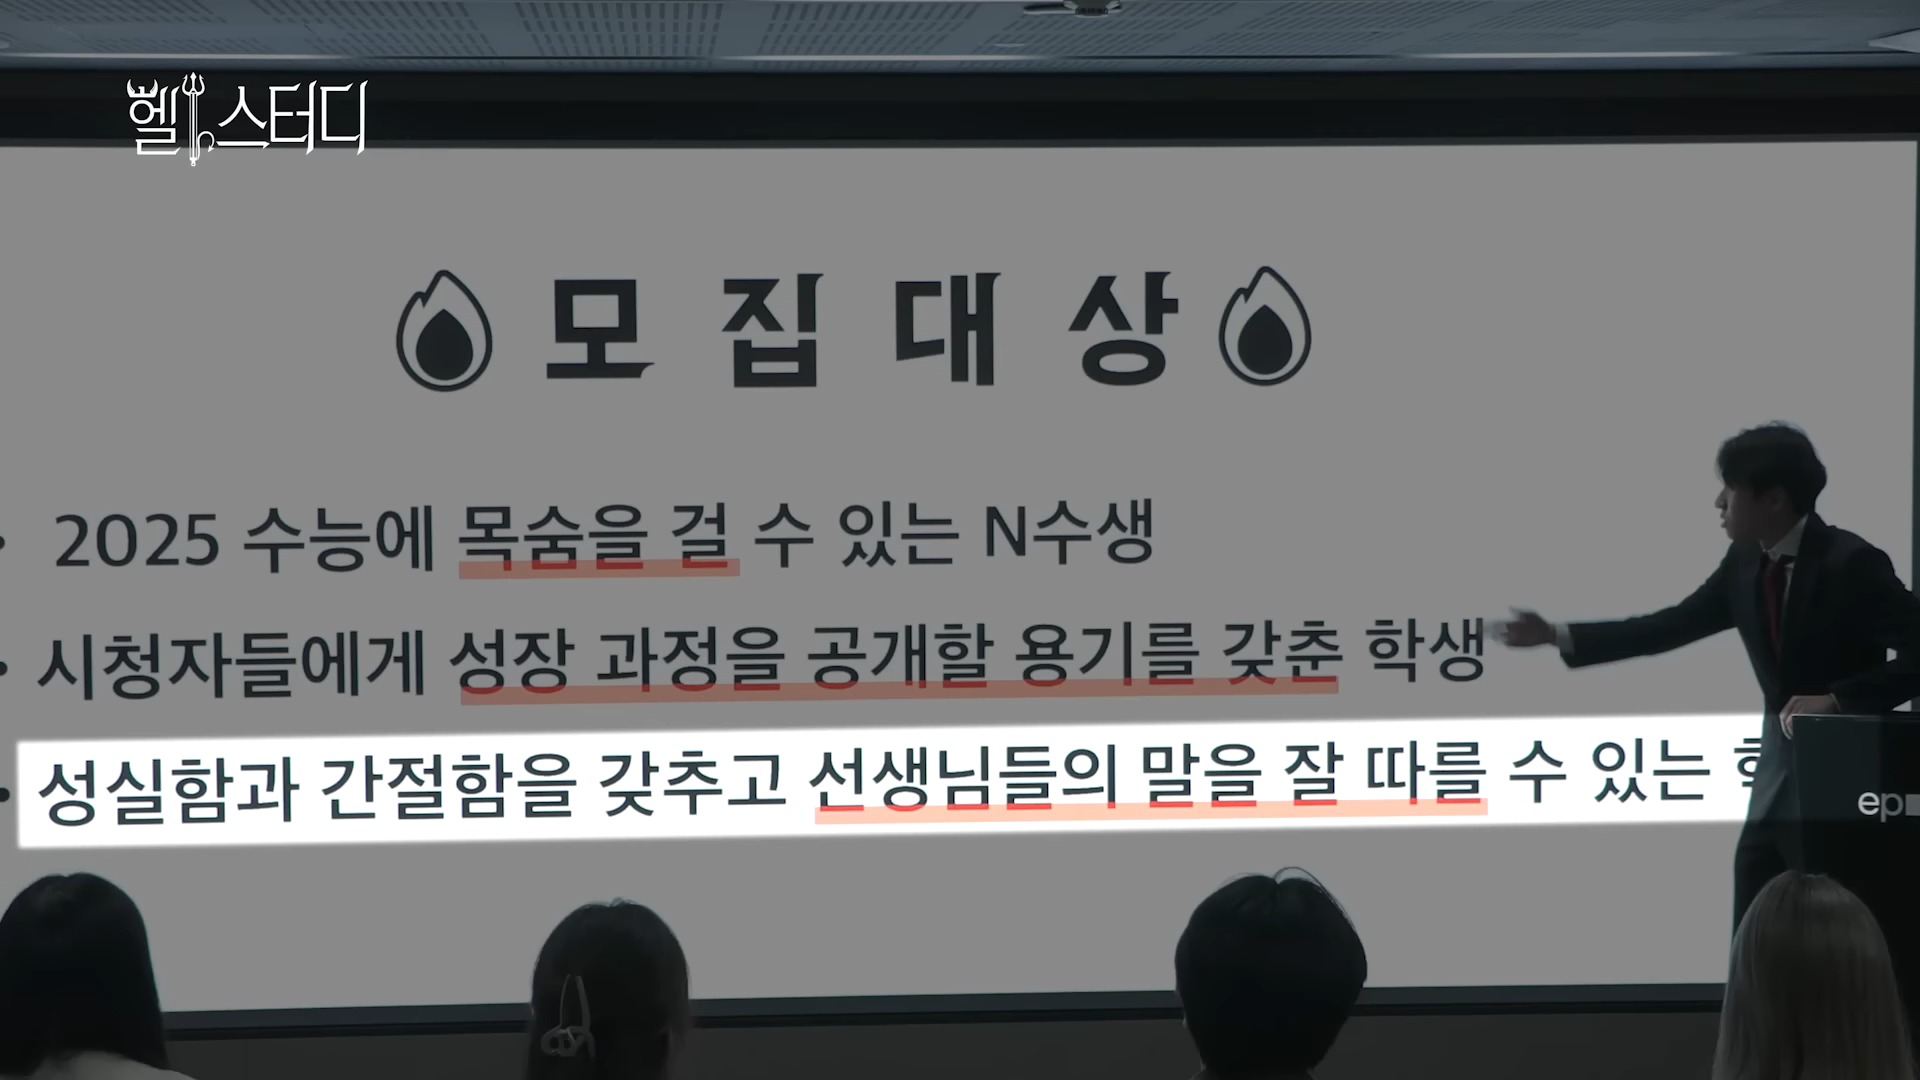 헬스터디
모집대상
• 2025 수능에 목숨을 걸 수 있는 N수생
• 시청자들에게 성장 과정을 공개할 용기를 갖춘 학생
• 성실함과 간절함을 갖추고 선생님들의 말을 잘 따를 수 있는